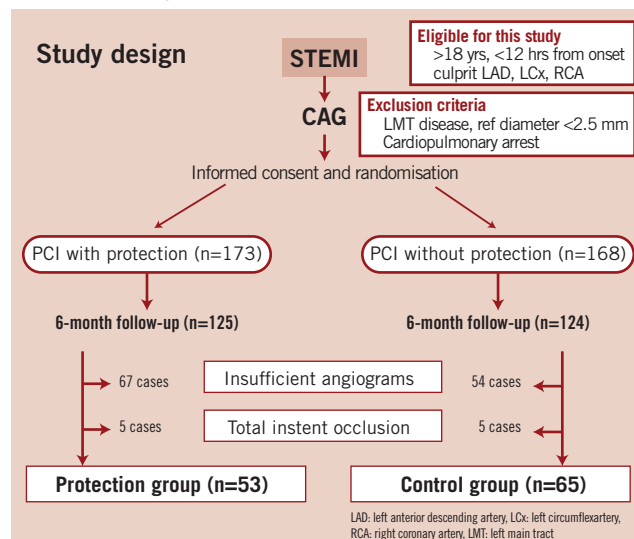 Study design
STEMI
Eligible for this study
>18 yrs, <12 hrs from onset
culprit LAD, LCx, RCA
CAG
Exclusion criteria
LMT disease, ref diameter <2.5 mm
Cardiopulmonary arrest
Informed consent and randomisation
PCI with protection (n=173)
PCI without protection (n=168)
6-month follow-up (n=125)
6-month follow-up (n=124)
67 cases
Insufficient angiograms
54 cases
5 cases
Total instent occlusion
5 cases
Protection group (n=53)
Control group (n=65)
LAD: left anterior descending artery, LCx: left circumflexartery,
RCA: right coronary artery, LMT: left main tract